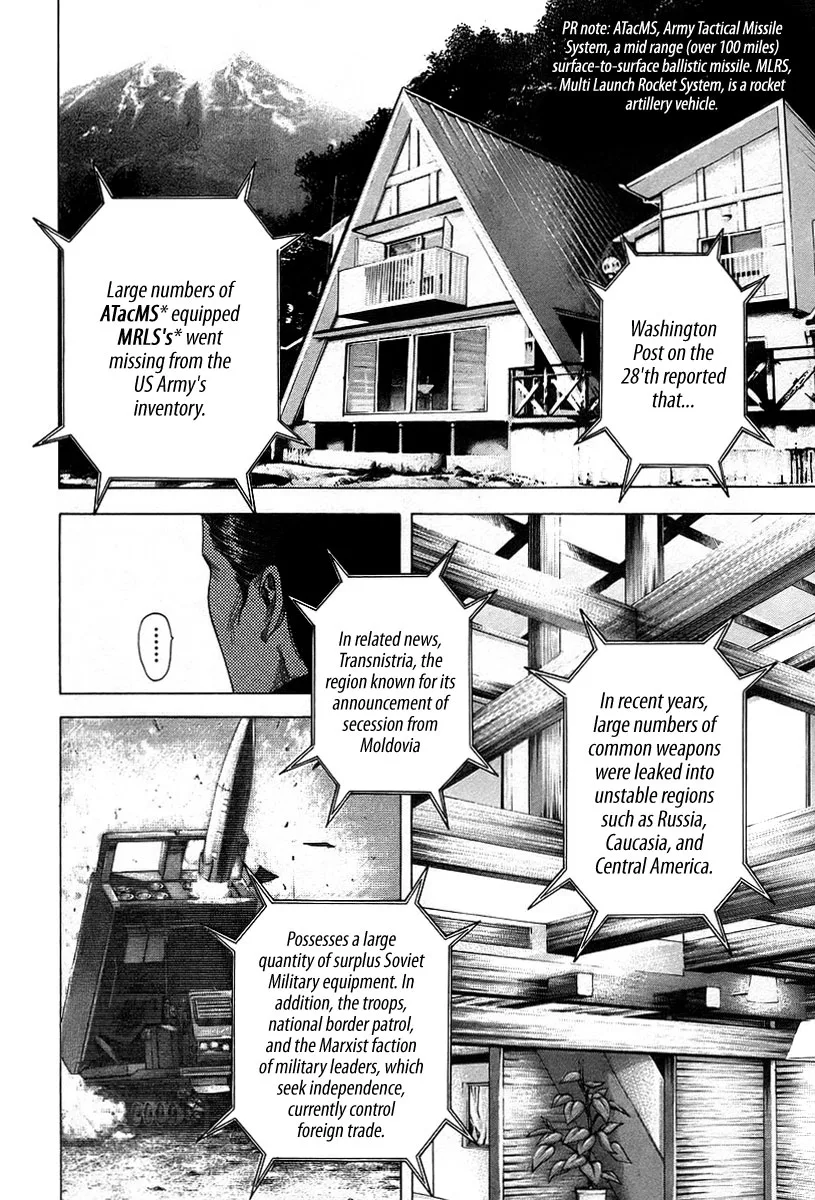 PR note: ATacMS, Army Tactical Missile
System, a mid range (over 100 miles)
surface-to-surface ballistic missile. MLRS,
Multi Launch Rocket System, is a rocket
artillery vehicle.
Washington
Post on the
28'th reported
that...
Large numbers of
ATacMS* equipped
MRLS's* went
missing from the
US Army's
inventory.
In recent years,
large numbers of
common weapons
were leaked into
unstable regions
such as Russia,
Caucasia, and
Central America.
In related news,
Transnistria, the
region known for its
announcement of
secession from
Moldovia
......
Possesses a large
quantity of surplus Soviet
Military equipment. In
addition, the troops,
national border patrol,
and the Marxist faction
of military leaders, which
seek independence,
currently control
foreign trade.